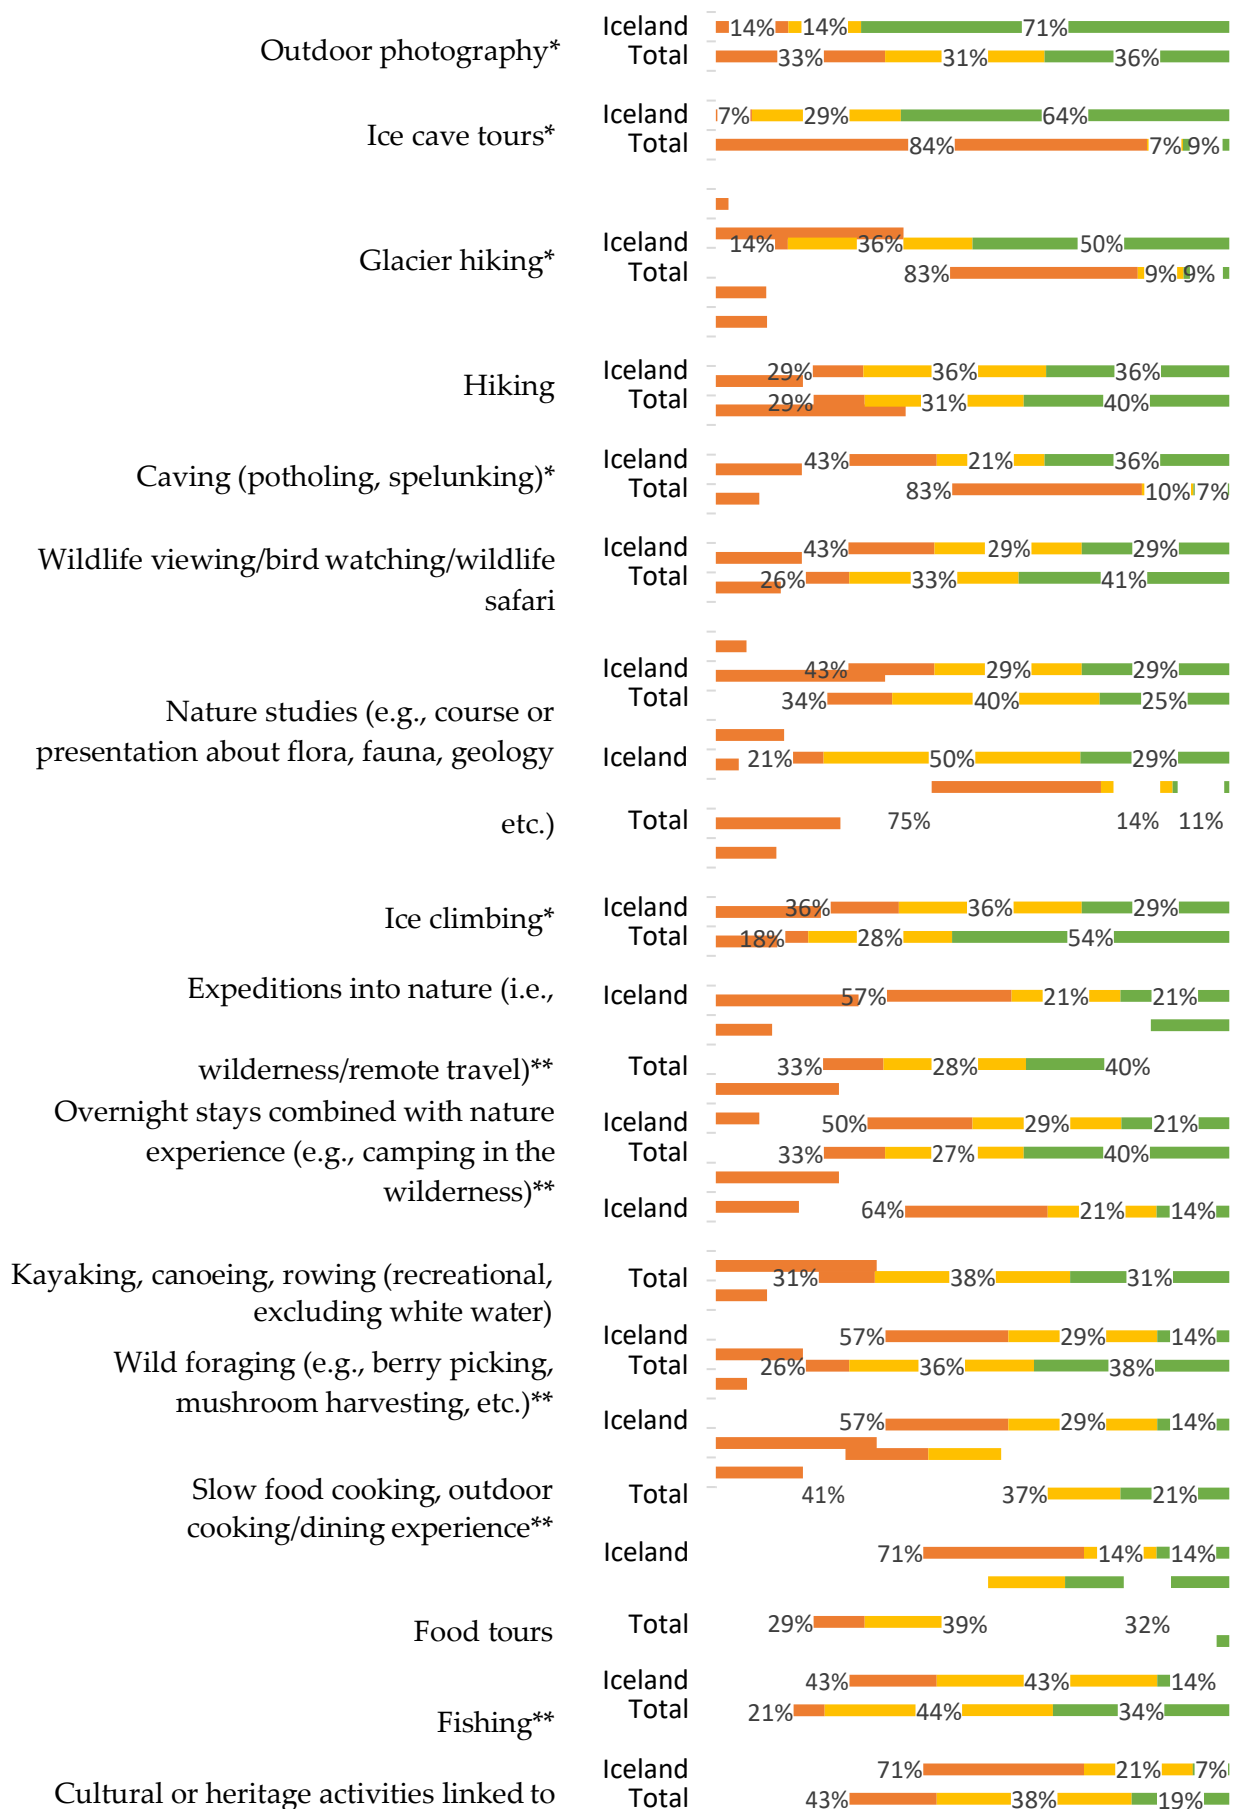 Iceland 14% 14% 71%
Outdoor photography*
Total 33% 31% 36%
Iceland 7% 29% 64%
Ice cave tours*
Total 84% 7% 9%
Iceland 14% 36% 50%
Glacier hiking*
Total 83% 9% 9%
Iceland 29% 36% 36%
Hiking
Total 29% 31% 40%
Iceland 43% 21% 36%
Caving (potholing, spelunking)*
Total 83% 10% 7%
Iceland 43% 29% 29%
Wildlife viewing/bird watching/wildlife
Total 26% 33% 41%
safari
Iceland 43% 29% 29%
Total 34% 40% 25%
Nature studies (e.g., course or
presentation about flora, fauna, geology
Iceland 21% 50% 29%
etc.)
Total 75% 14% 11%
Iceland 36% 36% 29%
Ice climbing*
Total 18% 28% 54%
Expeditions into nature (i.e.,
Iceland 57% 21% 21%
wilderness/remote travel)**
Total 33% 28% 40%
Overnight stays combined with nature
Iceland 50% 29% 21%
experience (e.g., camping in the
Total 33% 27% 40%
wilderness)**
Iceland 64% 21% 14%
Kayaking, canoeing, rowing (recreational,
Total 31% 38% 31%
excluding white water)
Iceland 57% 29% 14%
Wild foraging (e.g., berry picking,
Total 26% 36% 38%
mushroom harvesting, etc.)**
Iceland 57% 29% 14%
Slow food cooking, outdoor
Total 41% 37% 21%
cooking/dining experience**
Iceland 71% 14% 14%
Food tours
Total 29% 39% 32%
Iceland 43% 43% 14%
Total 21% 44% 34%
Fishing**
Iceland 71% 21% 7%
Cultural or heritage activities linked to
Total 43% 38% 19%